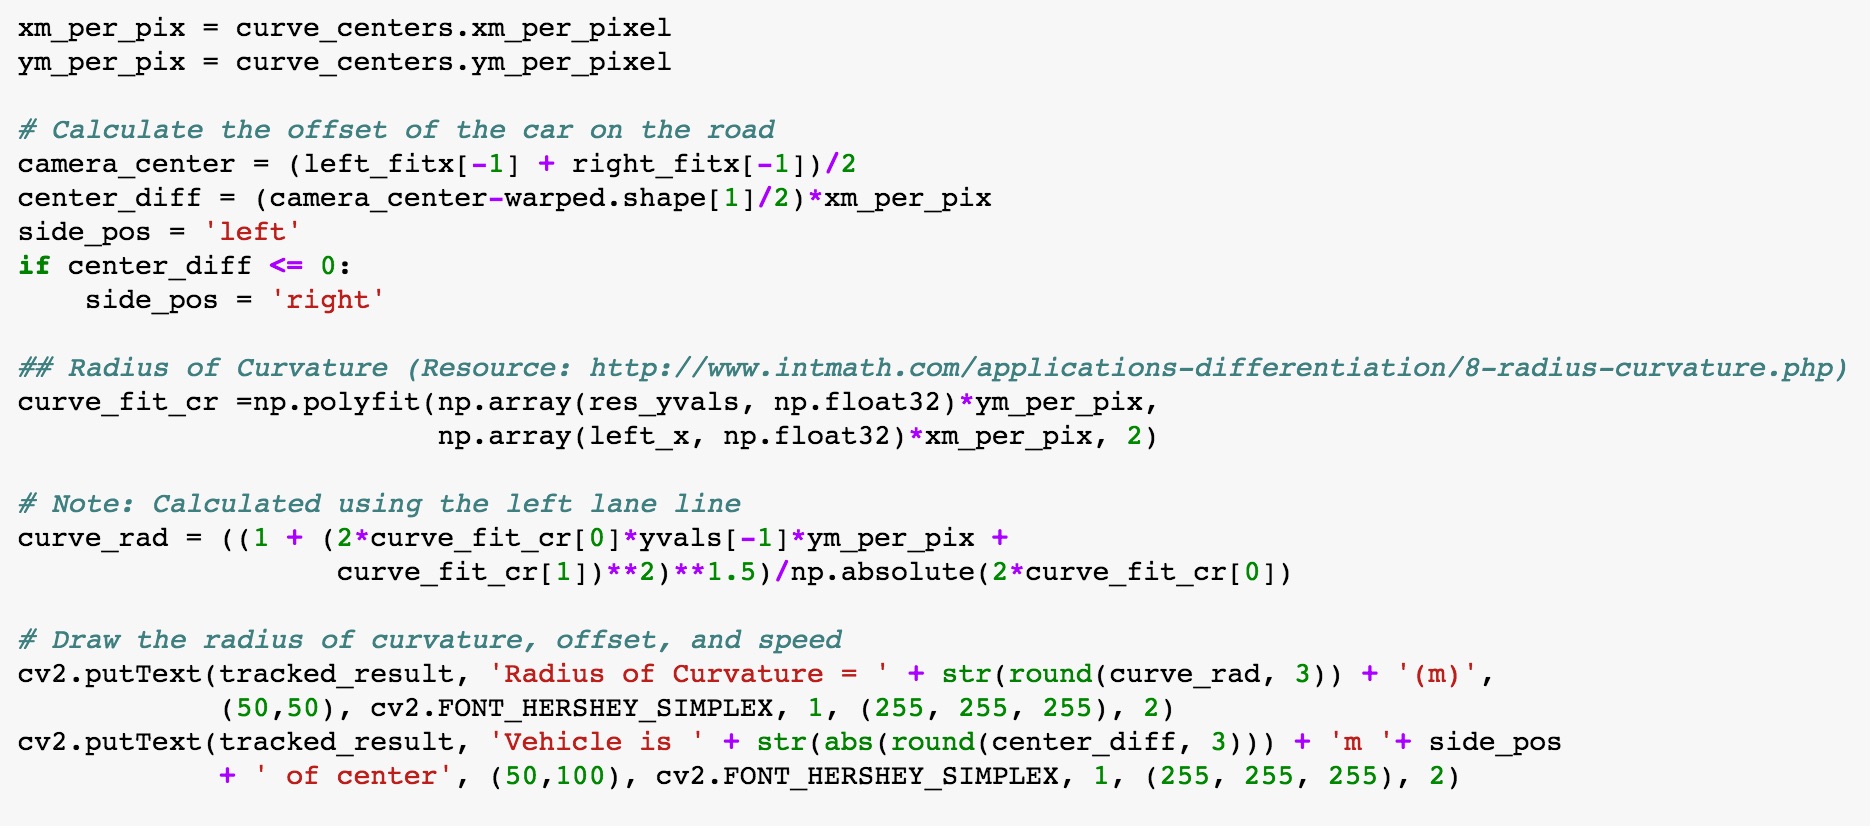 xm_per_pix = curve_centers.xm_per_pixel
ym_per_pix = curve_centers.ym_per_pixel

# Calculate the offset of the car on the road
camera_center = (left_fitx[-1] + right_fitx[-1])/2
center_diff = (camera_center-warped.shape[1]/2)*xm_per_pix
side_pos = 'left'
if center_diff <= 0:
    side_pos = 'right'

## Radius of Curvature (Resource: http://www.intmath.com/applications-differentiation/8-radius-curvature.php)
curve_fit_cr =np.polyfit(np.array(res_yvals, np.float32)*ym_per_pix,
                         np.array(left_x, np.float32)*xm_per_pix, 2)

# Note: Calculated using the left lane line
curve_rad = ((1 + (2*curve_fit_cr[0]*yvals[-1]*ym_per_pix +
                   curve_fit_cr[1])**2)**1.5)/np.absolute(2*curve_fit_cr[0])

# Draw the radius of curvature, offset, and speed
cv2.putText(tracked_result, 'Radius of Curvature = ' + str(round(curve_rad, 3)) + '(m)',
            (50,50), cv2.FONT_HERSHEY_SIMPLEX, 1, (255, 255, 255), 2)
cv2.putText(tracked_result, 'Vehicle is ' + str(abs(round(center_diff, 3))) + 'm '+ side_pos
            + ' of center', (50,100), cv2.FONT_HERSHEY_SIMPLEX, 1, (255, 255, 255), 2)